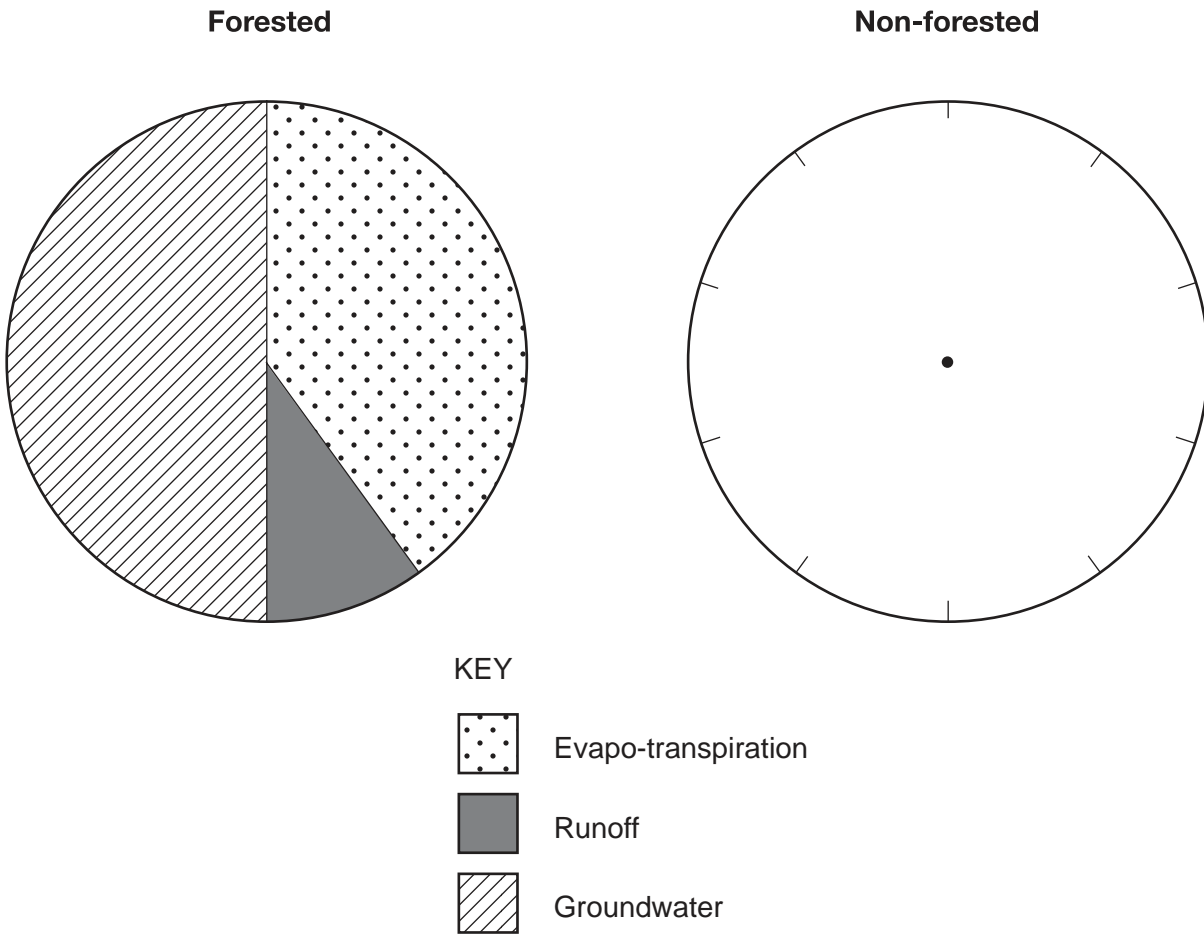 Forested
Non-forested
KEY
Evapo-transpiration
Runoff
Groundwater